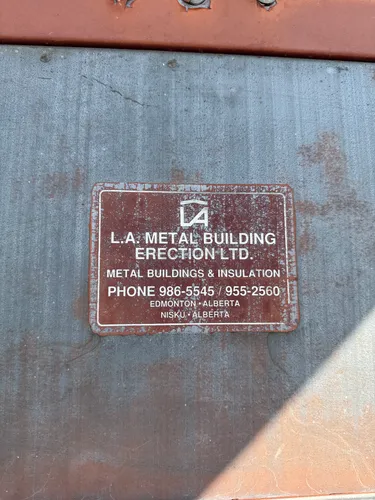 LA
L.A. METAL BUILDING
ERECTION LTD.
METAL BUILDINGS & INSULATION
PHONE 986-5545 / 955-2560
EDMONTON • ALBERTA
NISKU • ALBERTA